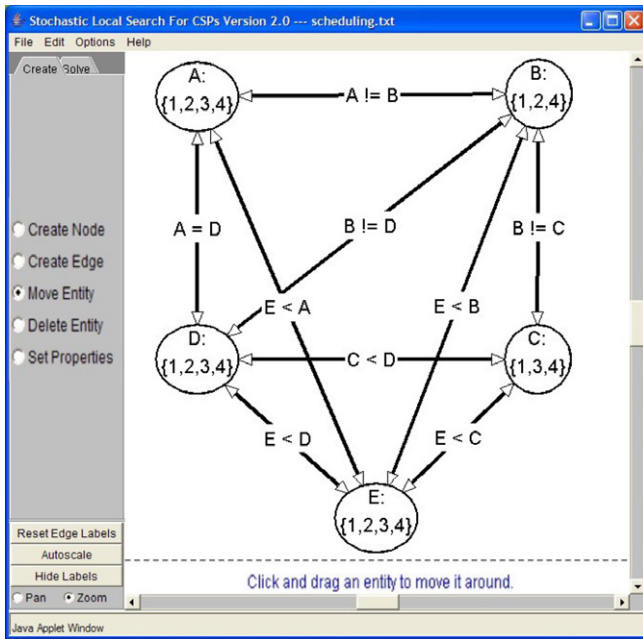 Stochastic Local Search For CSPs Version 2.0 --- scheduling.txt
File Edit Options Help
Create Solve
A:
{1,2,3,4}
B:
{1,2,4}
A != B
Create Node
Create Edge
Move Entity
Delete Entity
Set Properties
A = D
B != D
B != C
E < A
E < B
D:
{1,2,3,4}
C:
{1,3,4}
C < D
E < D
E < C
E:
{1,2,3,4}
Reset Edge Labels
Autoscale
Hide Labels
Pan Zoom
Click and drag an entity to move it around.
Java Applet Window